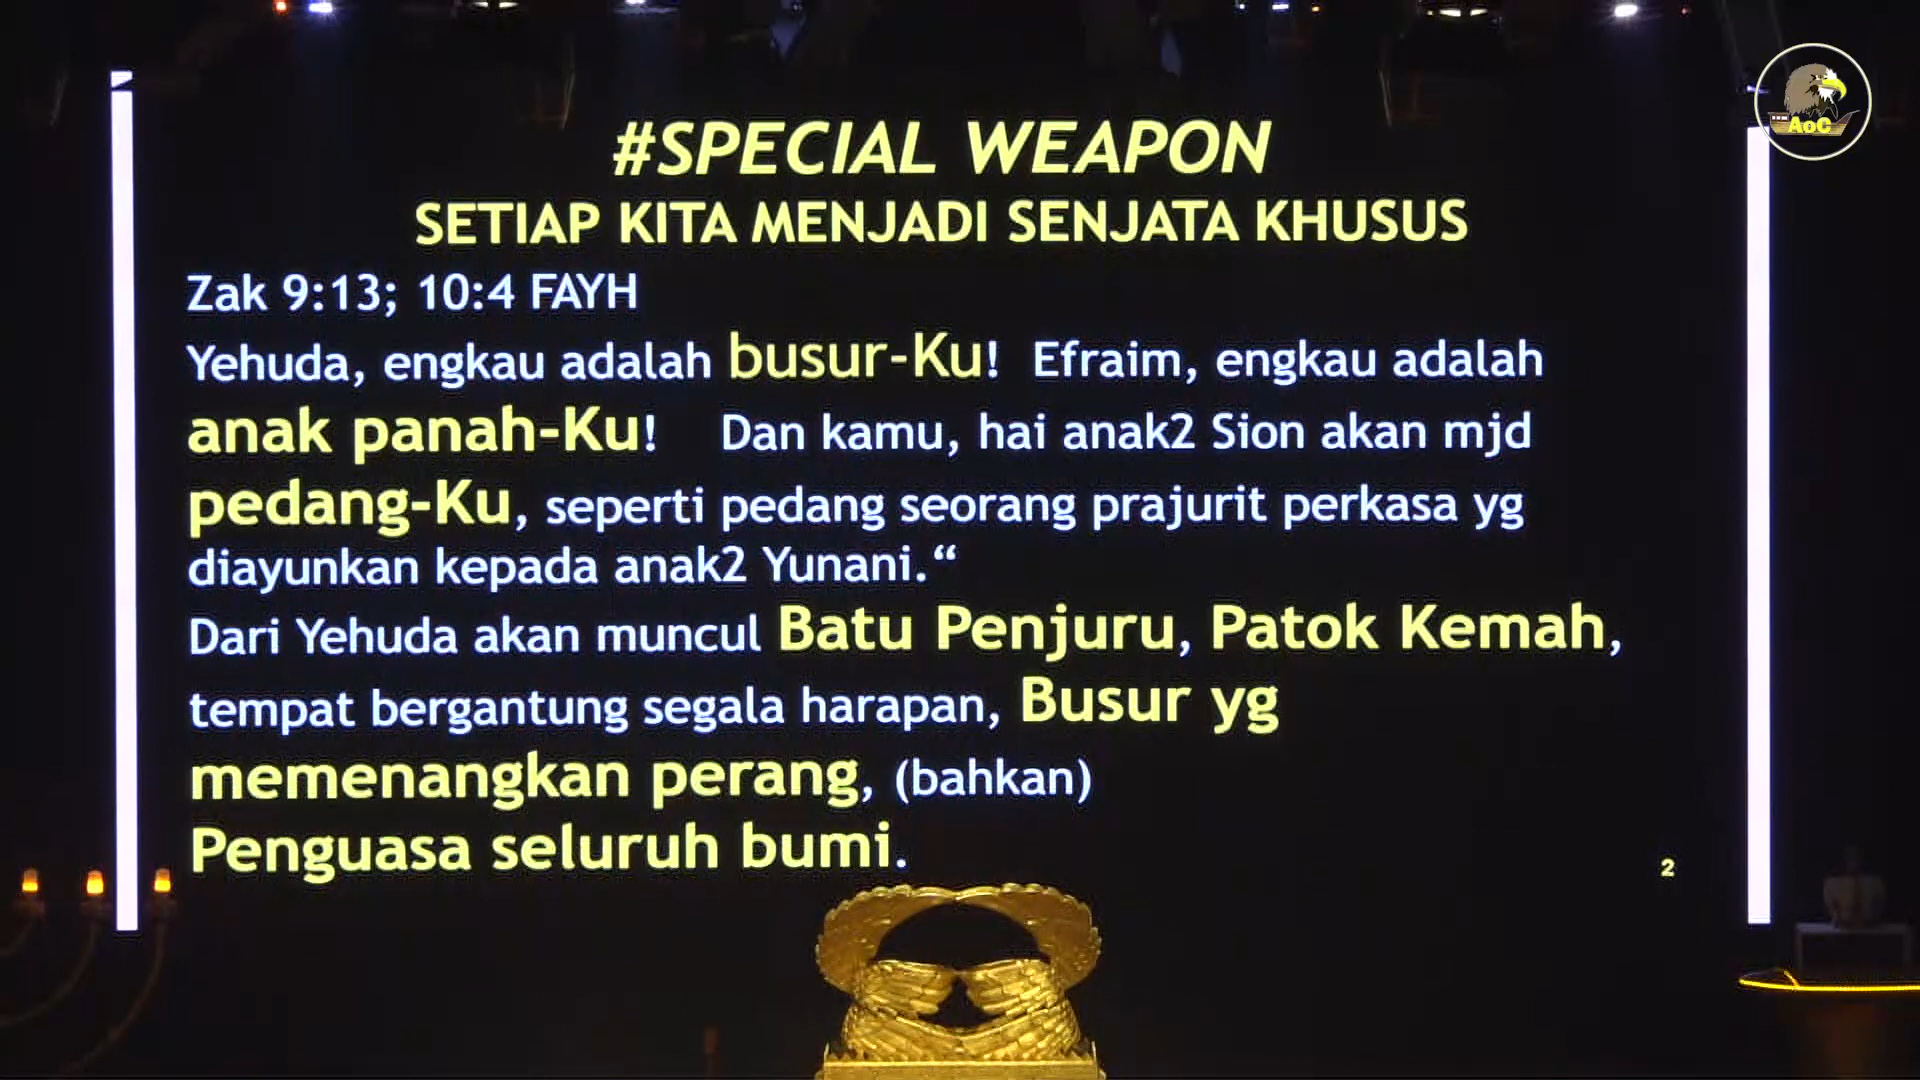 AoC
#SPECIAL WEAPON
SETIAP KITA MENJADI SENJATA KHUSUS
Zak 9:13; 10:4 FAYH
Yehuda, engkau adalah busur-Ku! Efraim, engkau adalah
anak panah-Ku! Dan kamu, hai anak2 Sion akan mjd
pedang-Ku, seperti pedang seorang prajurit perkasa yg
diayunkan kepada anak2 Yunani.“
Dari Yehuda akan muncul Batu Penjuru, Patok Kemah,
tempat bergantung segala harapan, Busur yg
memenangkan perang, (bahkan)
Penguasa seluruh bumi.
2